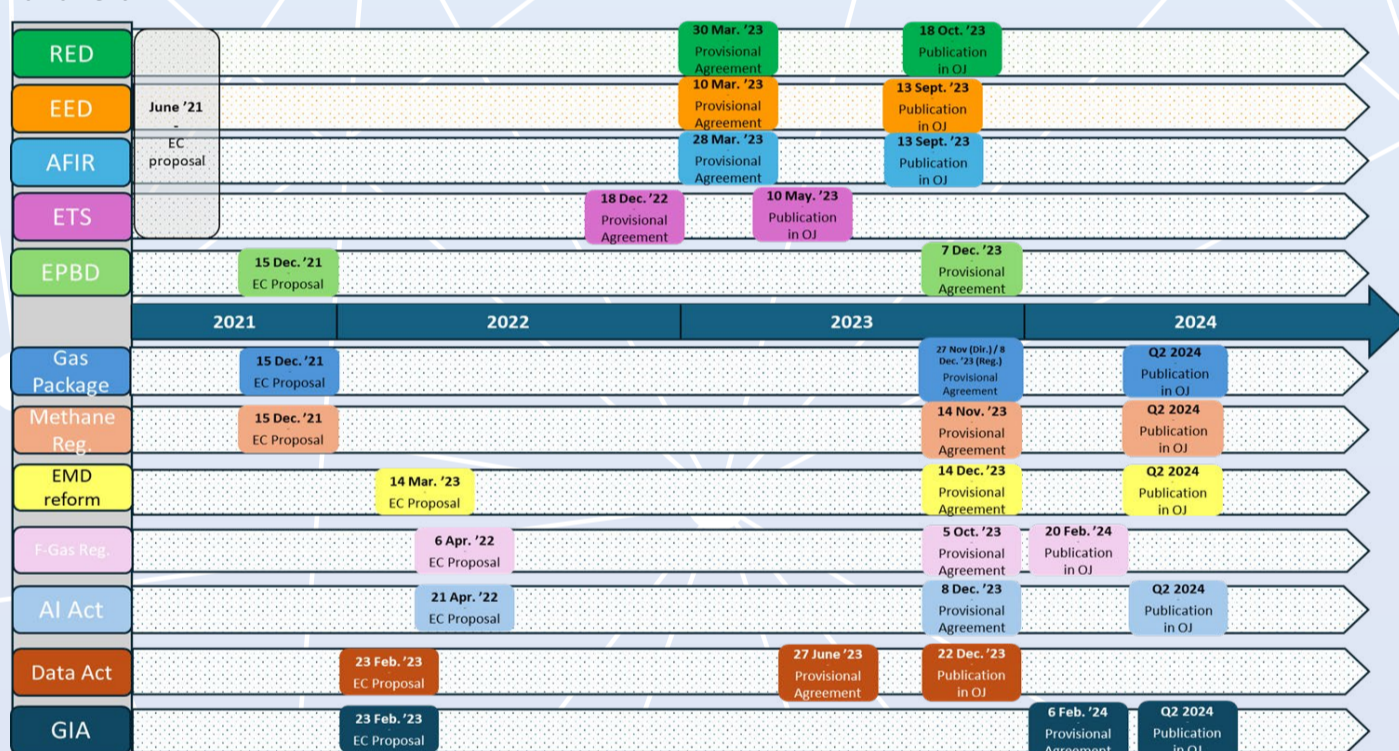 RED
30 Mar. '23
Provisional
Agreement
18 Oct. '23
Publication
in OJ
June '21
-
EC
proposal
EED
10 Mar. '23
Provisional
Agreement
13 Sept. '23
Publication
in OJ
AFIR
28 Mar. '23
Provisional
Agreement
13 Sept. '23
Publication
in OJ
ETS
18 Dec. '22
Provisional
Agreement
10 May. '23
Publication
in OJ
EPBD
15 Dec. '21
EC Proposal
7 Dec. '23
Provisional
Agreement
2021
2022
2023
2024
Gas
Package
15 Dec. '21
EC Proposal
27 Nov (Dir.) / 8
Dec. '23 (Reg.)
Provisional
Agreement
Q2 2024
Publication
in OJ
Methane
Reg.
15 Dec. '21
EC Proposal
14 Nov. '23
Provisional
Agreement
Q2 2024
Publication
in OJ
EMD
reform
14 Mar. '23
EC Proposal
14 Dec. '23
Provisional
Agreement
Q2 2024
Publication
in OJ
F-Gas Reg.
6 Apr. '22
EC Proposal
5 Oct. '23
Provisional
Agreement
20 Feb. '24
Publication
in OJ
AI Act
21 Apr. '22
EC Proposal
8 Dec. '23
Provisional
Agreement
Q2 2024
Publication
in OJ
Data Act
23 Feb. '23
EC Proposal
27 June '23
Provisional
Agreement
22 Dec. '23
Publication
in OJ
GIA
23 Feb. '23
EC Proposal
6 Feb. '24
Provisional
Agreement
Q2 2024
Publication
in OJ